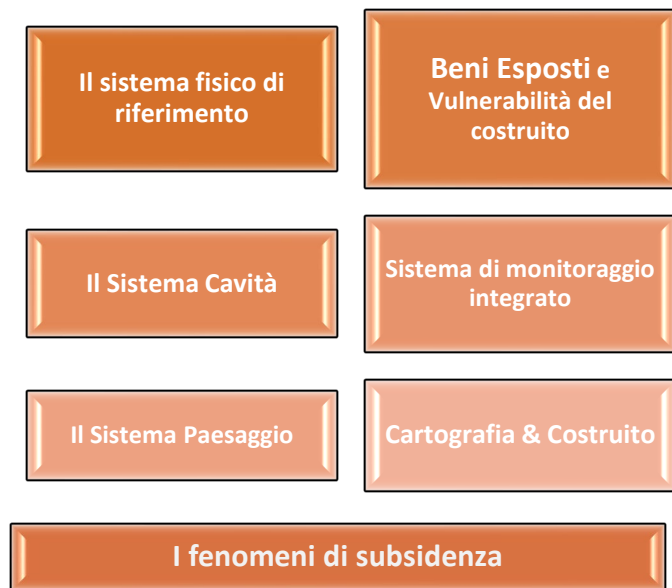 Il sistema fisico di
riferimento
Beni Esposti e
Vulnerabilità del
costruito
Il Sistema Cavità
Sistema di monitoraggio
integrato
Il Sistema Paesaggio
Cartografia & Costruito
I fenomeni di subsidenza